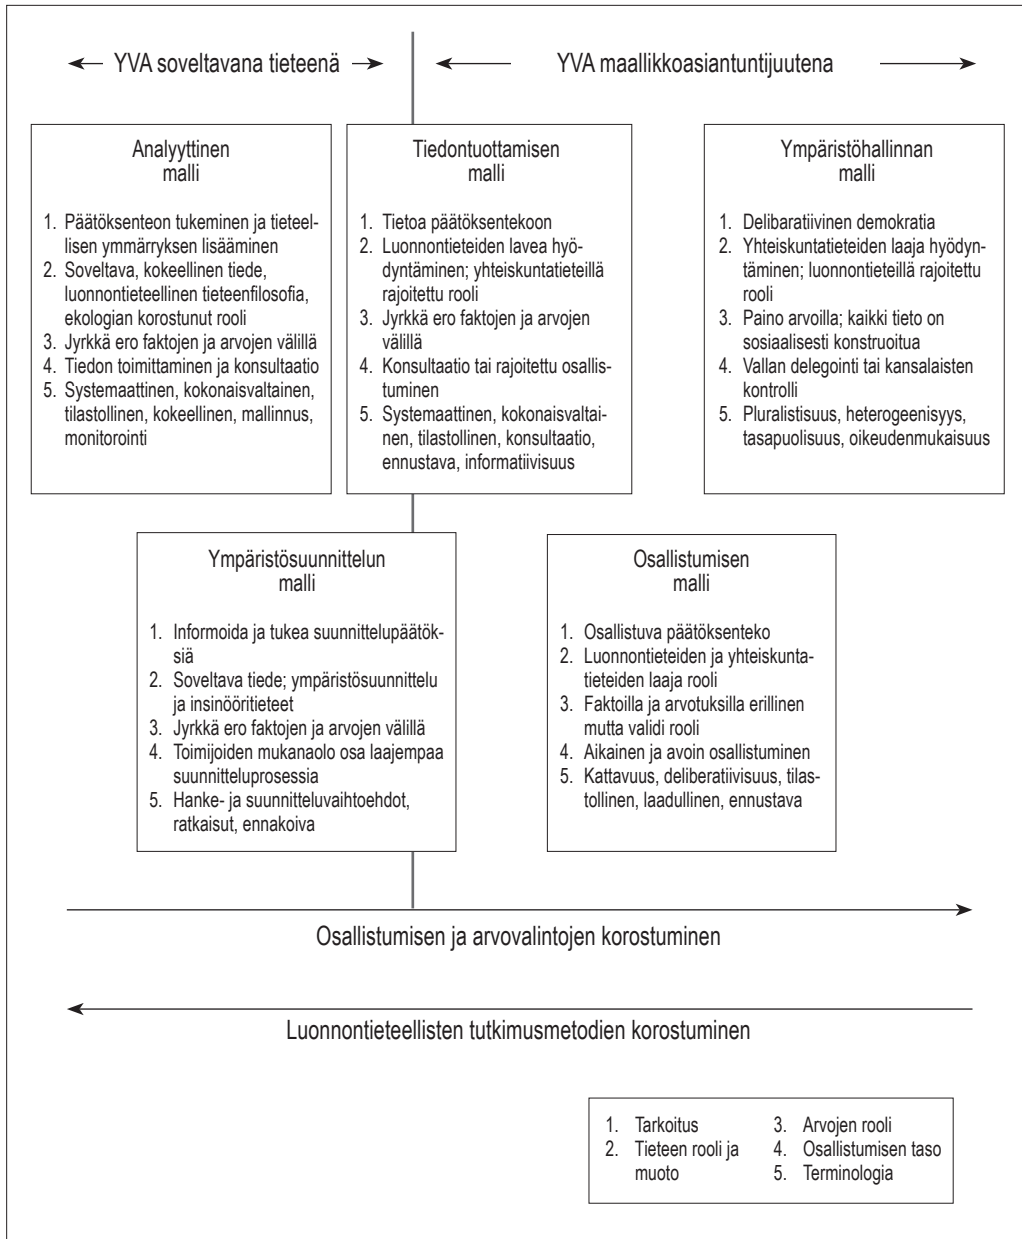 YVA soveltavana tieteenä
YVA maallikkoasiantuntijuutena
Analyyttinen
malli
1. Päätöksenteon tukeminen ja tieteel-
lisen ymmärryksen lisääminen
2. Soveltava, kokeellinen tiede,
luonnontieteellinen tieteenfilosofia,
ekologian korostunut rooli
3. Jyrkkä ero faktojen ja arvojen välillä
4. Tiedon toimittaminen ja konsultaatio
5. Systemaattinen, kokonaisvaltainen,
tilastollinen, kokeellinen, mallinnus,
monitorointi
Tiedontuottamisen
malli
1. Tietoa päätöksentekoon
2. Luonnontieteiden lavea hyö-
dyntäminen; yhteiskuntatieteillä
rajoitettu rooli
3. Jyrkkä ero faktojen ja arvojen
välillä
4. Konsultaatio tai rajoitettu osallis-
tuminen
5. Systemaattinen, kokonaisvaltai-
nen, tilastollinen, konsultaatio,
ennustava, informatiivisuus
Ympäristöhallinnan
malli
1. Delibaratiivinen demokratia
2. Yhteiskuntatieteiden laaja hyödyn-
täminen; luonnontieteillä rajoitettu
rooli
3. Paino arvoilla; kaikki tieto on
sosiaalisesti konstruoitua
4. Vallan delegointi tai kansalaisten
kontrolli
5. Pluralistisuus, heterogeenisyys,
tasapuolisuus, oikeudenmukaisuus
Ympäristösuunnittelun
malli
1. Informoida ja tukea suunnittelupäätök-
siä
2. Soveltava tiede; ympäristösuunnittelu
ja insinööritieteet
3. Jyrkkä ero faktojen ja arvojen välillä
4. Toimijoiden mukanaolo osa laajempaa
suunnitteluprosessia
5. Hanke- ja suunnitteluvaihtoehdot,
ratkaisut, ennakoiva
Osallistumisen
malli
1. Osallistuva päätöksenteko
2. Luonnontieteiden ja yhteiskunta-
tieteiden laaja rooli
3. Faktoilla ja arvotuksilla erillinen
mutta validi rooli
4. Aikainen ja avoin osallistuminen
5. Kattavuus, deliberatiivisuus, tilas-
tollinen, laadullinen, ennustava
Osallistumisen ja arvovalintojen korostuminen
Luonnontieteellisten tutkimusmetodien korostuminen
1. Tarkoitus
2. Tieteen rooli ja
muoto
3. Arvojen rooli
4. Osallistumisen taso
5. Terminologia